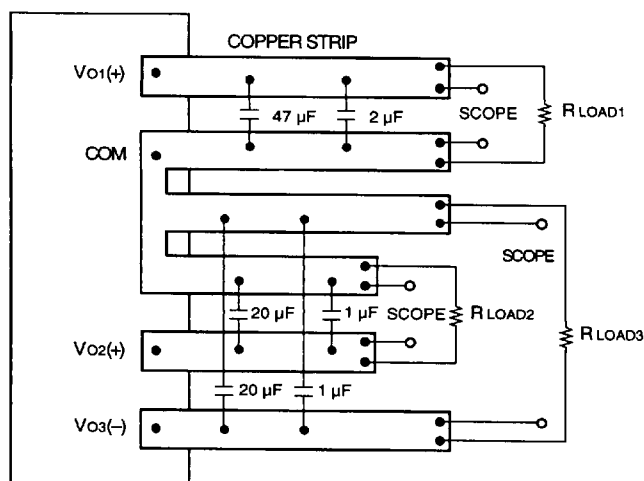 COPPER STRIP
VO1(+)
47 µF
2 µF
SCOPE
RLOAD1
COM
SCOPE
20 µF
1 µF
SCOPE
RLOAD2
RLOAD3
VO2(+)
20 µF
1 µF
VO3(–)